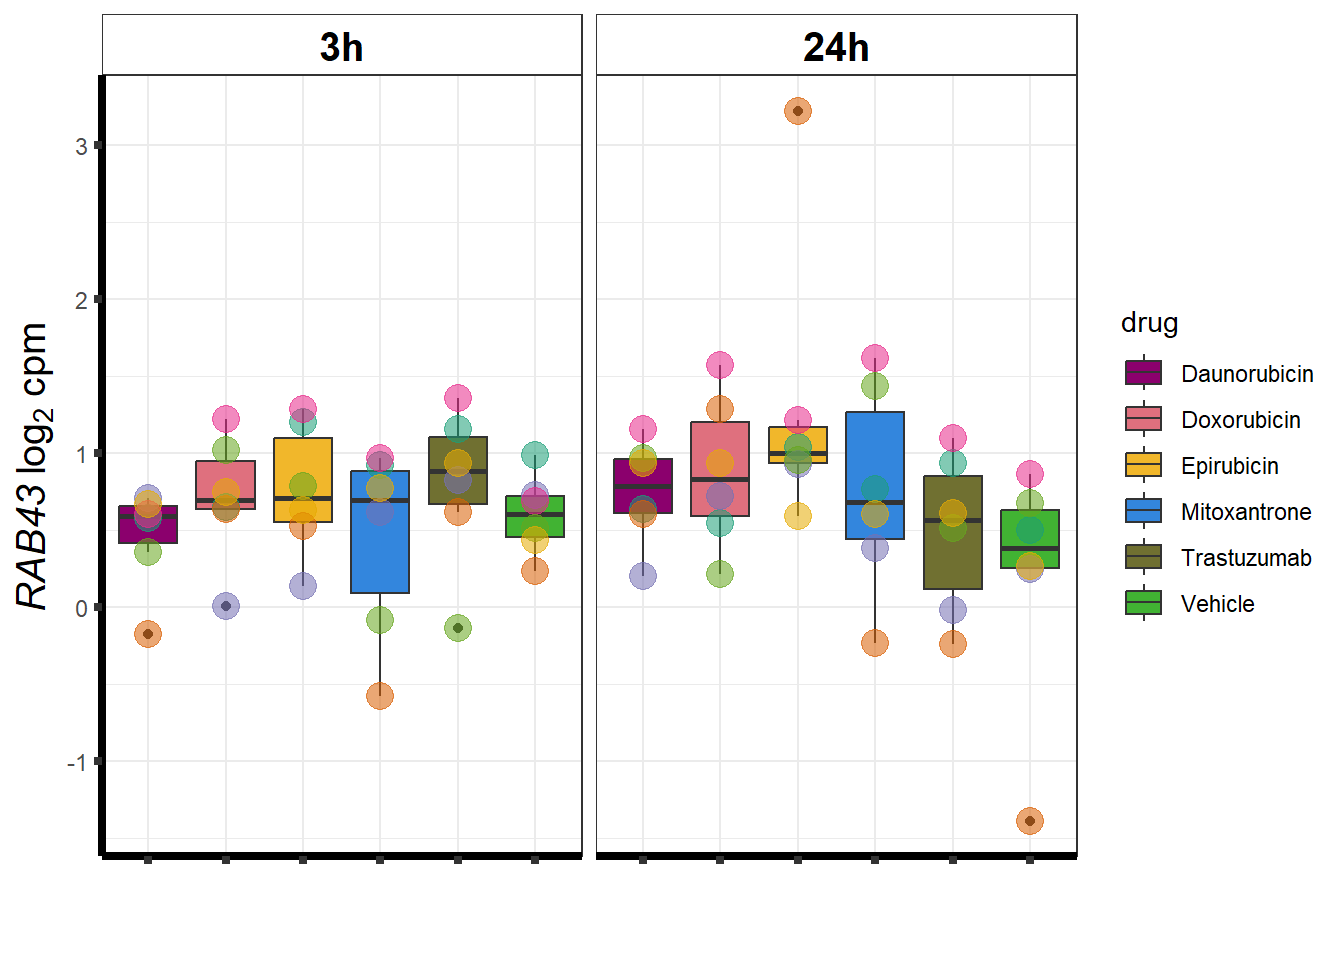 3h
24h
3
2
1
0
-1
RAB43 log₂ cpm
drug
Daunorubicin
Doxorubicin
Epirubicin
Mitoxantrone
Trastuzumab
Vehicle